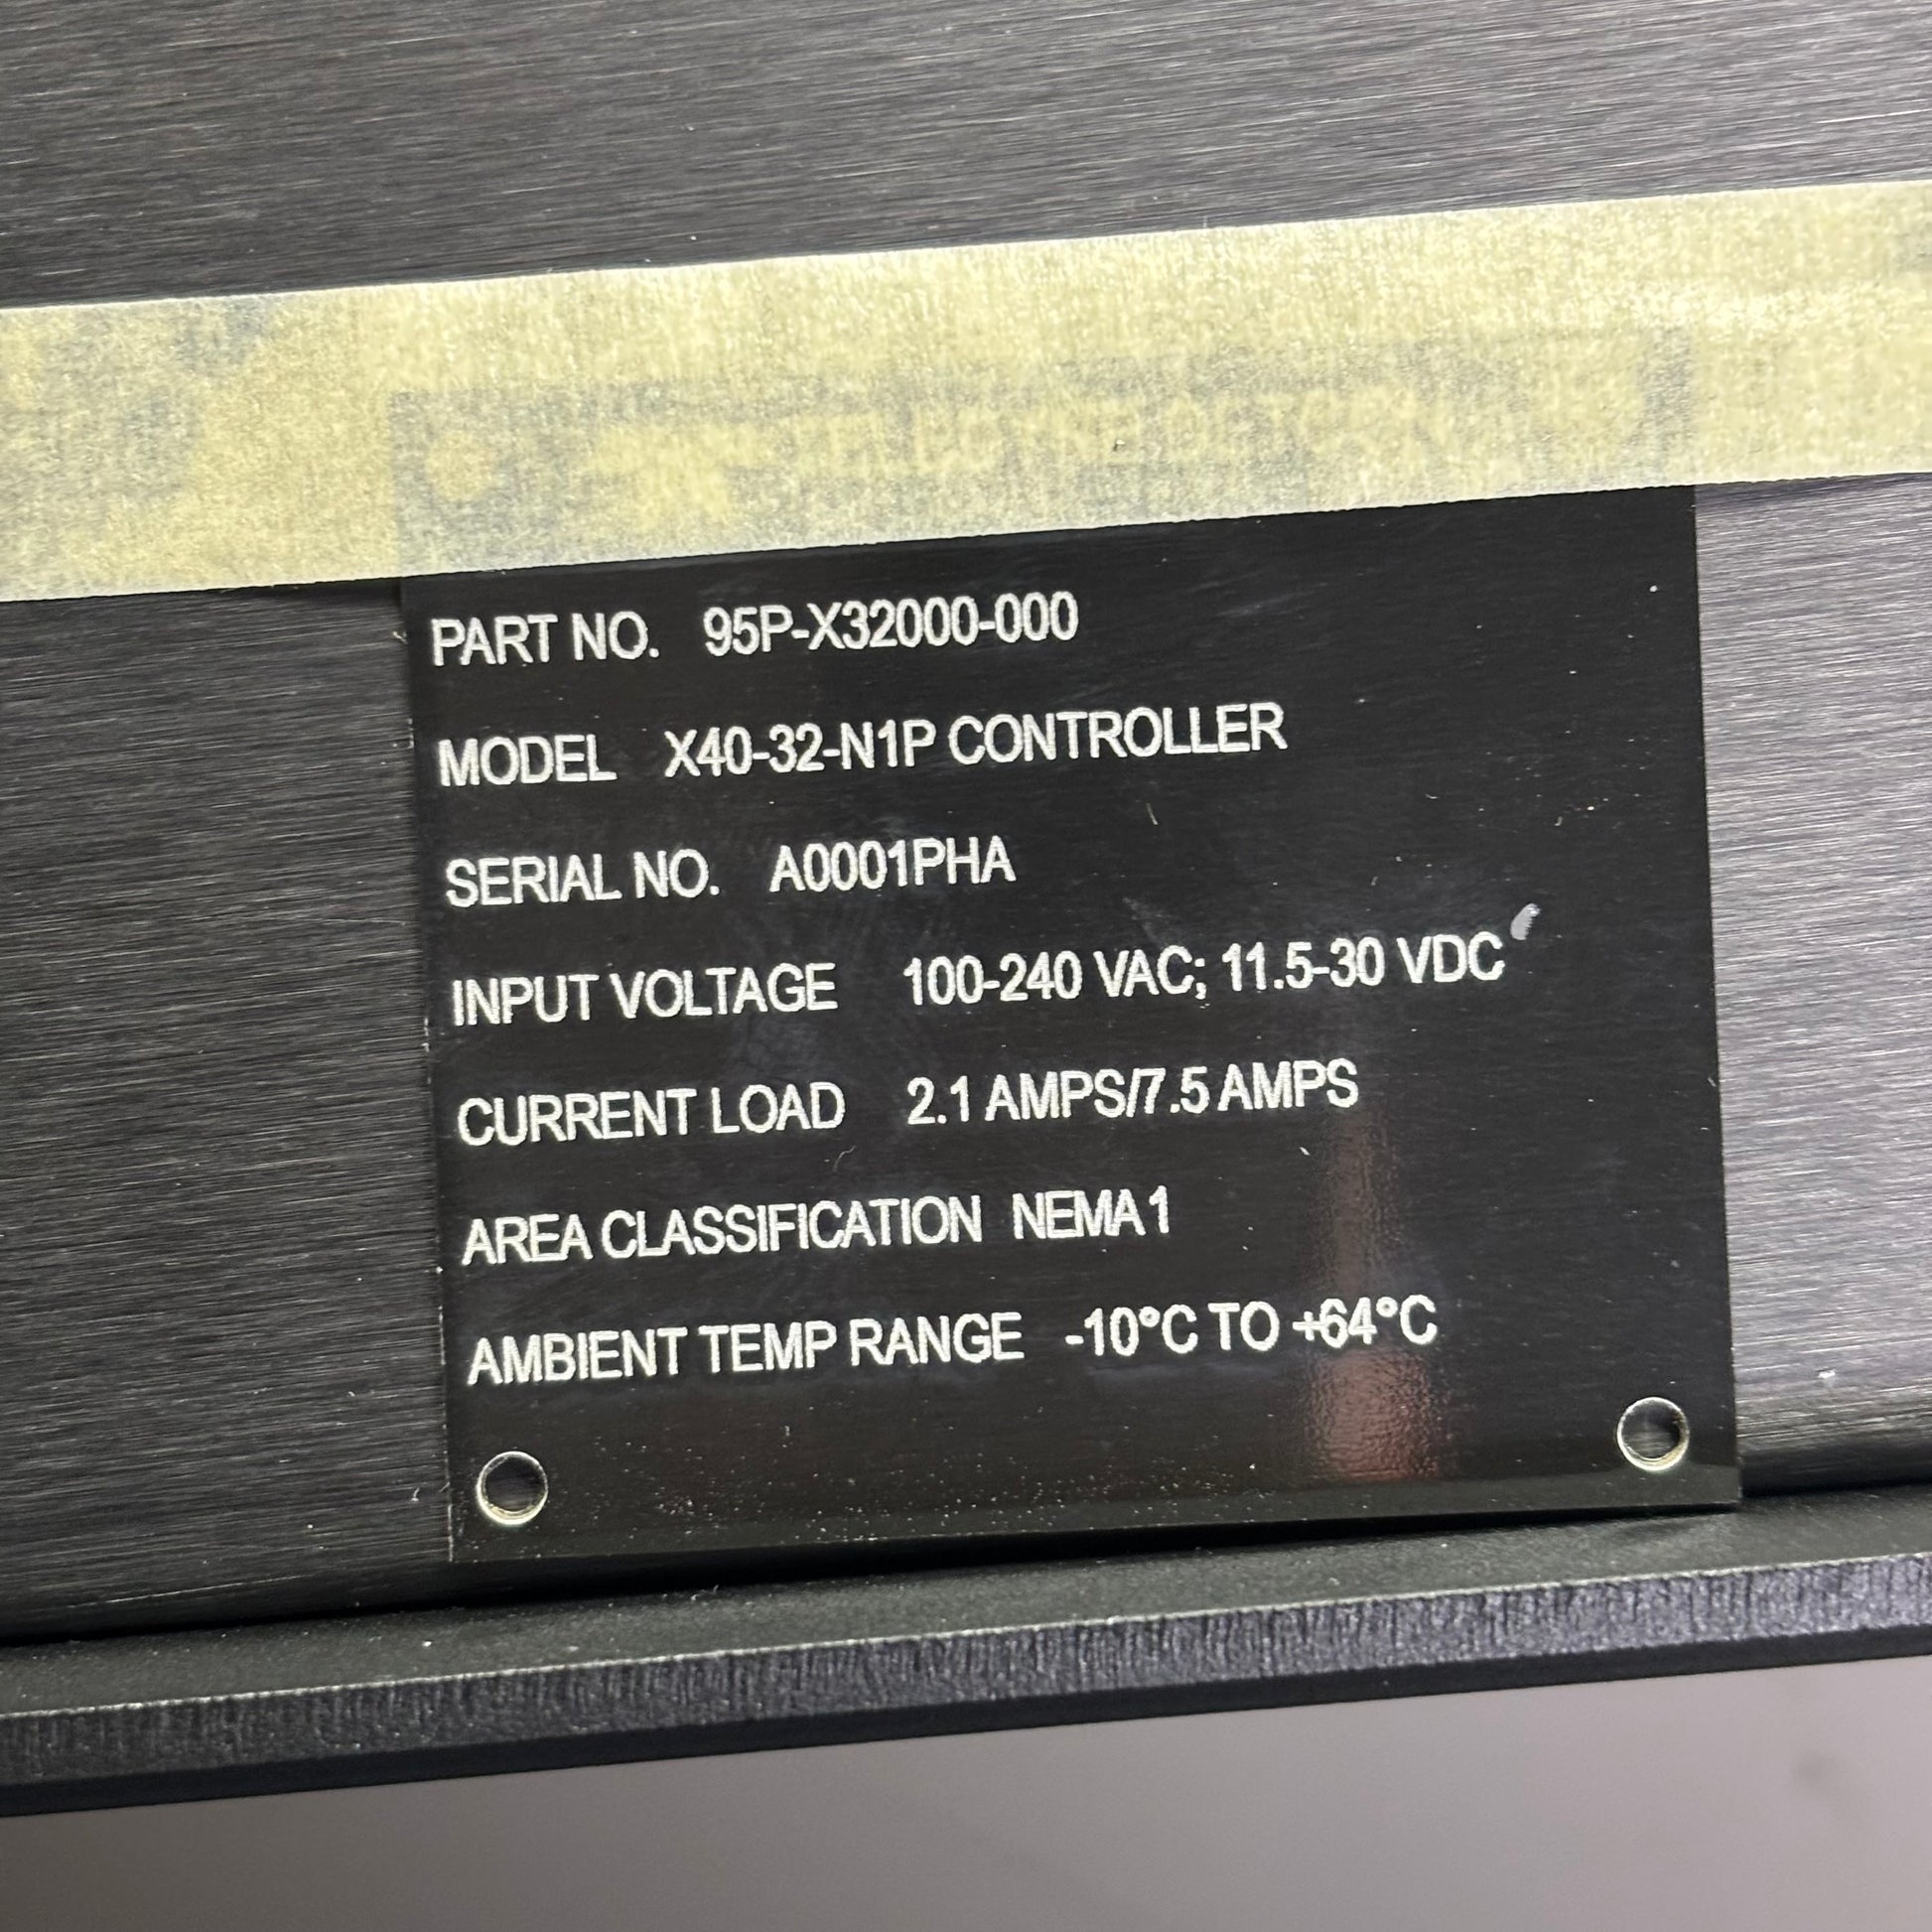 PART NO. 95P-X32000-000
MODEL X40-32-N1P CONTROLLER
SERIAL NO. A0001PHA
INPUT VOLTAGE 100-240 VAC; 11.5-30 VDC
CURRENT LOAD 2.1 AMPS/7.5 AMPS
AREA CLASSIFICATION NEMA 1
AMBIENT TEMP RANGE -10°C TO +64°C